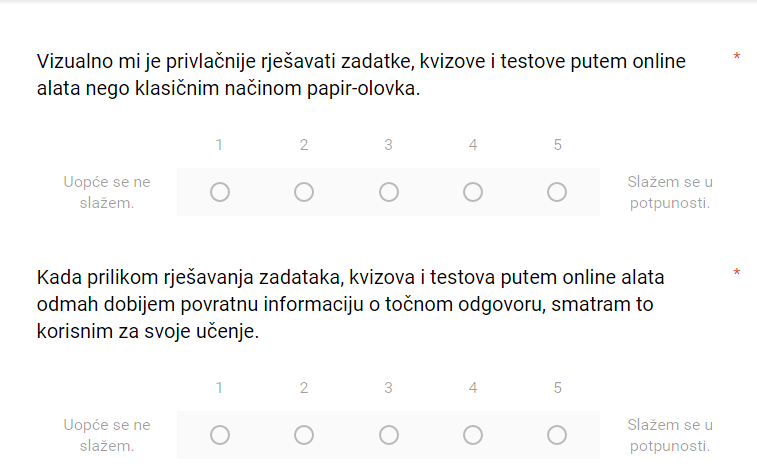 Vizualno mi je privlačnije rješavati zadatke, kvizove i testove putem online *
alata nego klasičnim načinom papir-olovka.
1 2 3 4 5
Uopće se ne slažem.
Slažem se u potpunosti.
Kada prilikom rješavanja zadataka, kvizova i testova putem online alata *
odmah dobijem povratnu informaciju o točnom odgovoru, smatram to
korisnim za svoje učenje.
1 2 3 4 5
Uopće se ne slažem.
Slažem se u potpunosti.